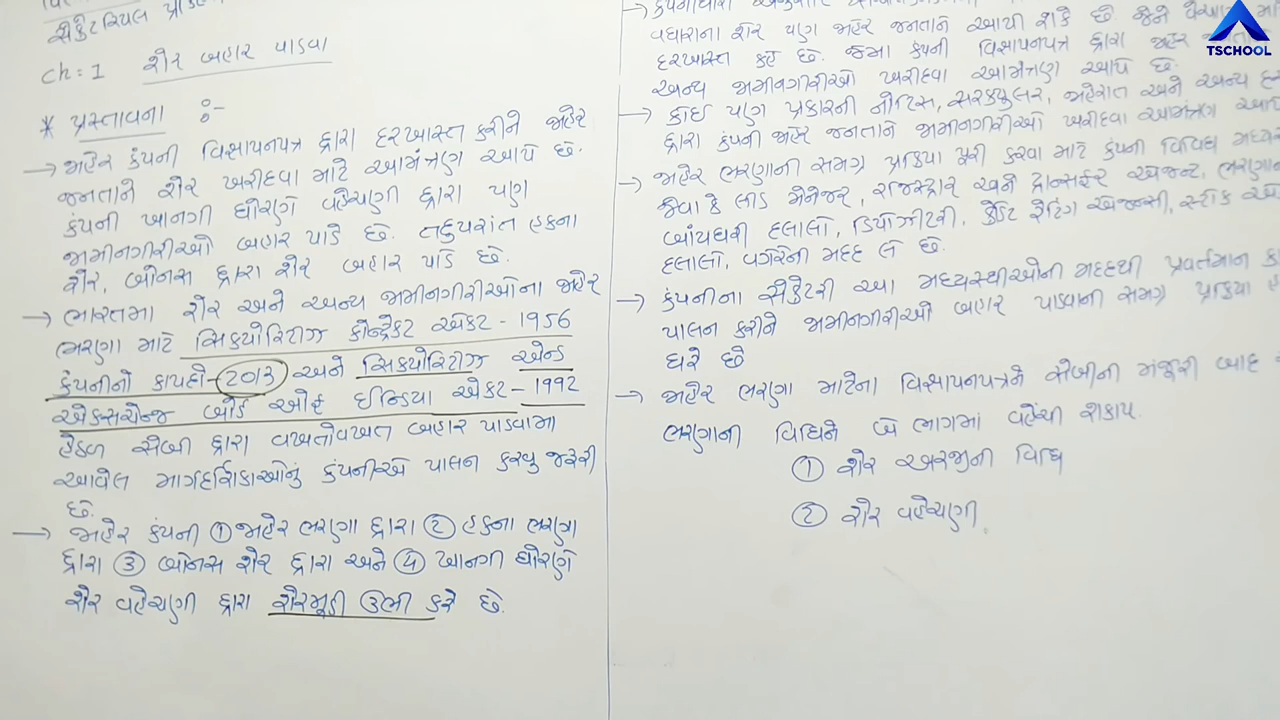 સેક્રેટરિયલ
ch: 1 શેર બહાર પાડવા
* પ્રસ્તાવના :-
→ જાહેર કંપની વિજ્ઞાપનપત્ર દ્વારા દરખાસ્ત કરીને જાહેર
જનતાને શેર ખરીદવા માટે આમંત્રણ આપે છે.
કંપની ખાનગી ધોરણે વહેંચણી દ્વારા પણ
જામીનગીરીઓ બહાર પાડે છે. તદુપરાંત હકના
શેર, બોનસ દ્વારા શેર બહાર પાડે છે.
→ ભારતમાં શેર અને અન્ય જામીનગીરીઓના જાહેર
ભરણા માટે સિક્યોરિટીઝ કોન્ટ્રેક્ટ એક્ટ - 1956
કંપનીનો કાયદો - 2013 અને સિક્યોરિટીઝ એન્ડ
એક્સચેન્જ બોર્ડ ઓફ ઈન્ડિયા એકટ - 1992
હેઠળ સેબી દ્વારા વખતોવખત બહાર પાડવામાં
આવેલ માર્ગદર્શિકાઓનું કંપનીએ પાલન કરવુ જરૂરી
છે.
→ જાહેર કંપની ① જાહેર ભરણા દ્વારા ② હકના ભરણા
દ્વારા ③ બોનસ શેર દ્વારા અને ④ ખાનગી ધોરણે
શેર વહેંચણી દ્વારા શેરમૂડી ઉભી કરે છે.
→ કંપનીધારા
વધારાના શેર પણ જાહેર જનતાને આપી શકે છે. જેને
દરખાસ્ત કહે છે. જેમાં કંપની વિજ્ઞાપનપત્ર દ્વારા જાહેર
અન્ય જામીનગીરીઓ ખરીદવા આમંત્રણ આપે છે.
→ કોઈ પણ પ્રકારની નોટિસ, સરક્યુલર, જાહેરાત અને અન્ય
દ્વારા કંપની જાહેર જનતાને જામીનગીરીઓ ખરીદવા આમંત્રણ
→ જાહેર ભરણાની સમગ્ર પ્રક્રિયા પૂરી કરવા માટે કંપની વિવિધ
જેવા કે લીડ મેનેજર, રજિસ્ટ્રાર અને ટ્રાન્સફર એજન્ટ,
બાંયધરી દલાલો, ડિપોઝીટરી, ક્રેડિટ રેટિંગ એજન્સી, સ્ટોક
દલાલો, વગેરેની મદદ લે છે.
→ કંપનીના સેક્રેટરી આ મધ્યસ્થીઓની મદદથી પ્રવર્તમાન
પાલન કરીને જામીનગીરીઓ બહાર પાડવાની સમગ્ર પ્રક્રિયા
ધરે છે
→ જાહેર ભરણા માટેના વિજ્ઞાપનપત્રને સેબીની મંજૂરી બાદ
ભરણાની વિધિને બે ભાગમાં વહેંચી શકાય.
① શેર અરજીની વિધિ
② શેર વહેંચણી
TSCHOOL